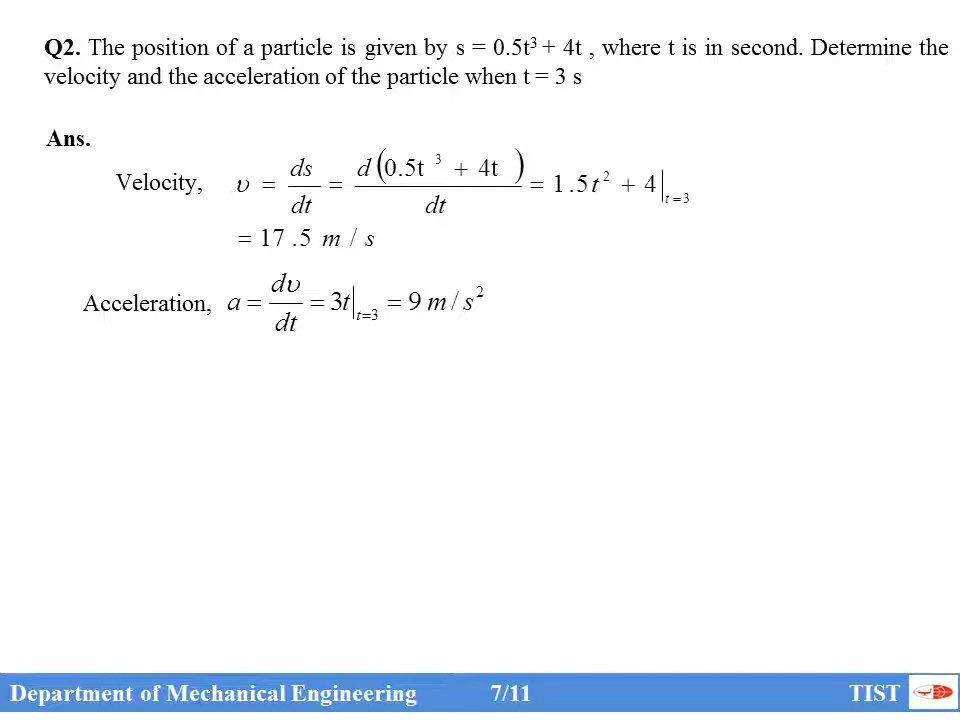 Q2. The position of a particle is given by s = 0.5t³ + 4t , where t is in second. Determine the
velocity and the acceleration of the particle when t = 3 s
Ans.
Velocity, υ = ds/dt = d(0.5t³ + 4t)/dt = 1.5t² + 4|t=3
= 17.5 m / s
Acceleration, a = dυ/dt = 3t|t=3 = 9 m / s²
Department of Mechanical Engineering 7/11 TIST